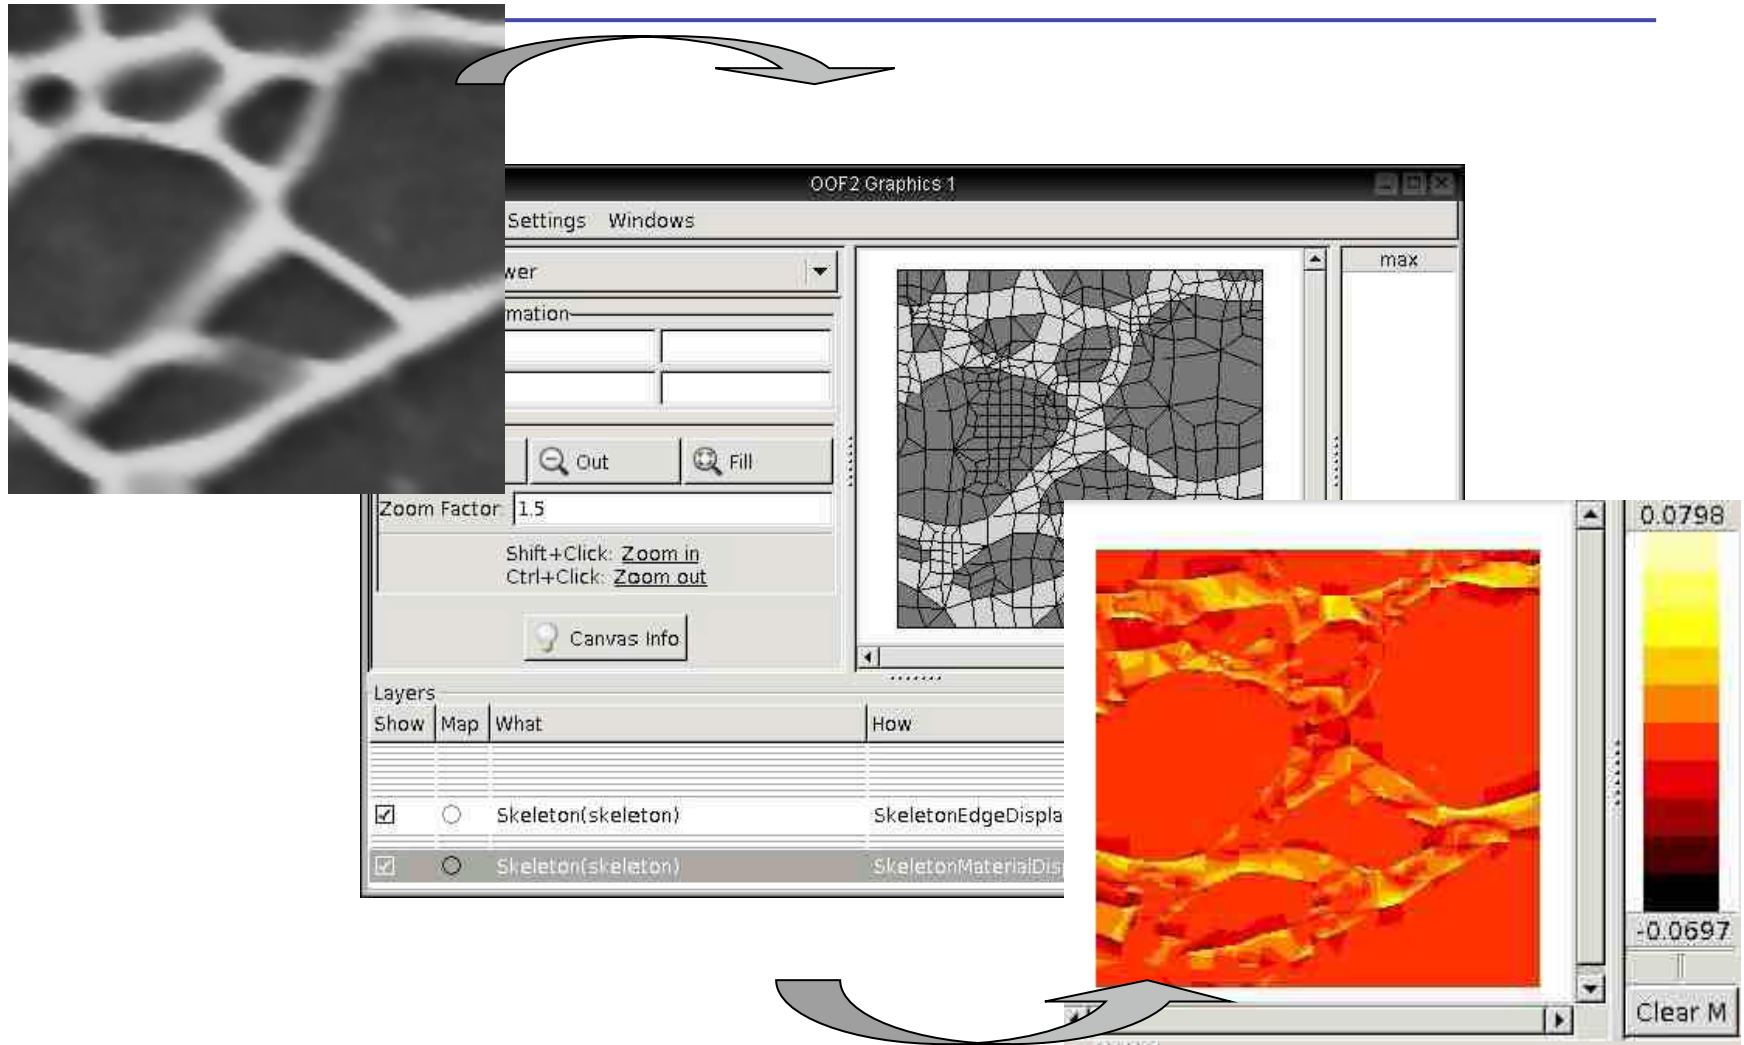 OOF2 Graphics 1
Settings Windows
wer
max
mation
Out
Fill
Zoom Factor: 1.5
Shift+Click: Zoom in
Ctrl+Click: Zoom out
Canvas Info
Layers
Show Map What How
Skeleton(skeleton) SkeletonEdgeDispla
Skeleton(skeleton) SkeletonMaterialDis
0.0798
-0.0697
Clear M